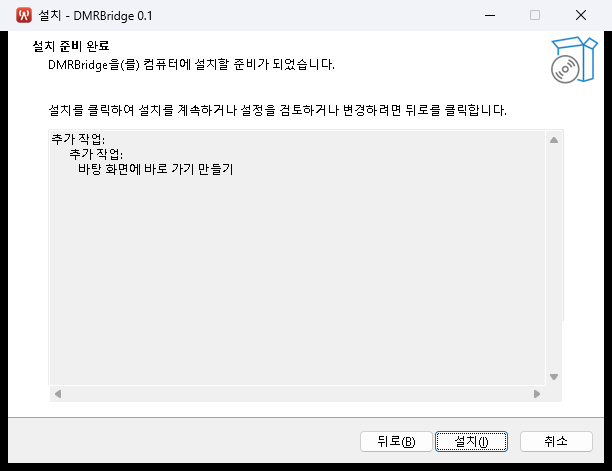 설치 - DMRBridge 0.1
설치 준비 완료
DMRBridge을(를) 컴퓨터에 설치할 준비가 되었습니다.
설치를 클릭하여 설치를 계속하거나 설정을 검토하거나 변경하려면 뒤로를 클릭합니다.
추가 작업:
추가 작업:
바탕 화면에 바로 가기 만들기
뒤로(B)
설치(I)
취소